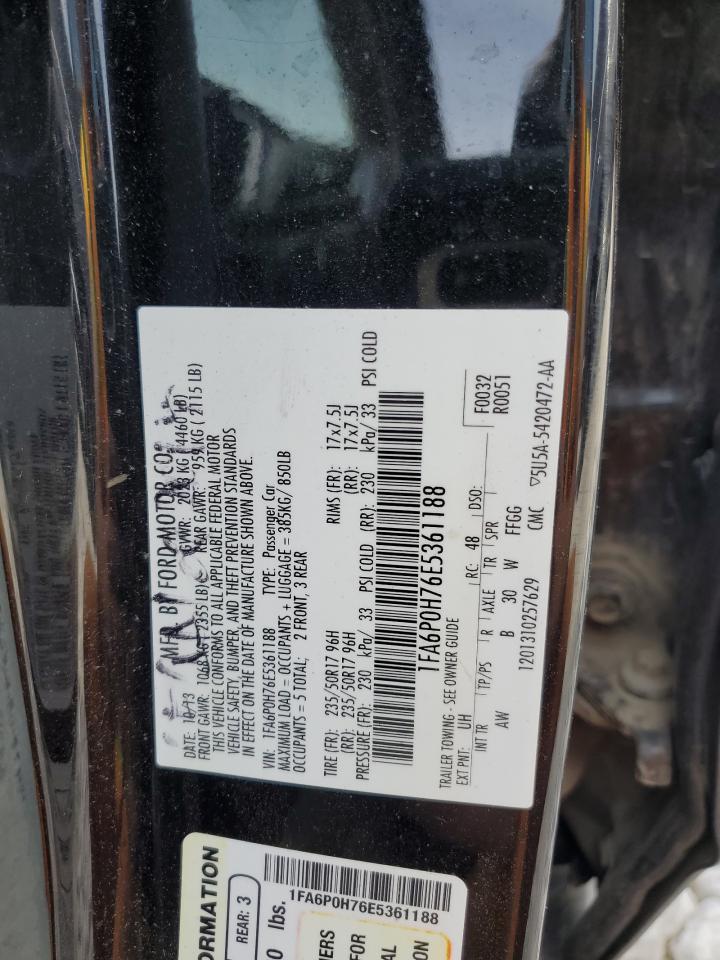 MFD BY FORD MOTOR CO
DATE: 10/13 GVWR: 2023 KG ( 4460 LB)
FRONT GAWR: 1068 KG ( 2355 LB) REAR GAWR: 959 KG ( 2115 LB)
THIS VEHICLE CONFORMS TO ALL APPLICABLE FEDERAL MOTOR
VEHICLE SAFETY, BUMPER, AND THEFT PREVENTION STANDARDS
IN EFFECT ON THE DATE OF MANUFACTURE SHOWN ABOVE.
VIN: 1FA6P0H76E5361188 TYPE: Passenger Car
MAXIMUM LOAD = OCCUPANTS + LUGGAGE = 385KG/ 850LB
OCCUPANTS = 5 TOTAL: 2 FRONT, 3 REAR
TIRE (FR): 235/50R17 96H RIMS (FR): 17x7.5J
(RR): 235/50R17 96H (RR): 17x7.5J
PRESSURE (FR): 230 kPa/ 33 PSI COLD (RR): 230 kPa/ 33 PSI COLD
1FA6P0H76E5361188
TRAILER TOWING - SEE OWNER GUIDE
EXT PNT: UH RC: 48 DSO: F0032
R0051
INT TR TP/PS R AXLE TR SPR
AW B 30 W FFGG
1201310257629 CMC ▽5U5A-5420472-AA
ORMATION
REAR: 3
0 lbs.
1FA6P0H76E5361188